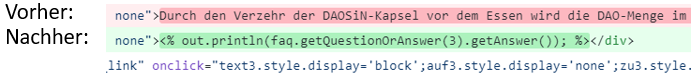 Vorher: none">Durch den Verzehr der DAOSiN-Kapsel vor dem Essen wird die DAO-Menge im
Nachher: none"><% out.println(faq.getQuestionOrAnswer(3).getAnswer()); %></div>
link" onclick="text3.style.display='block';auf3.style.display='none';zu3.style.